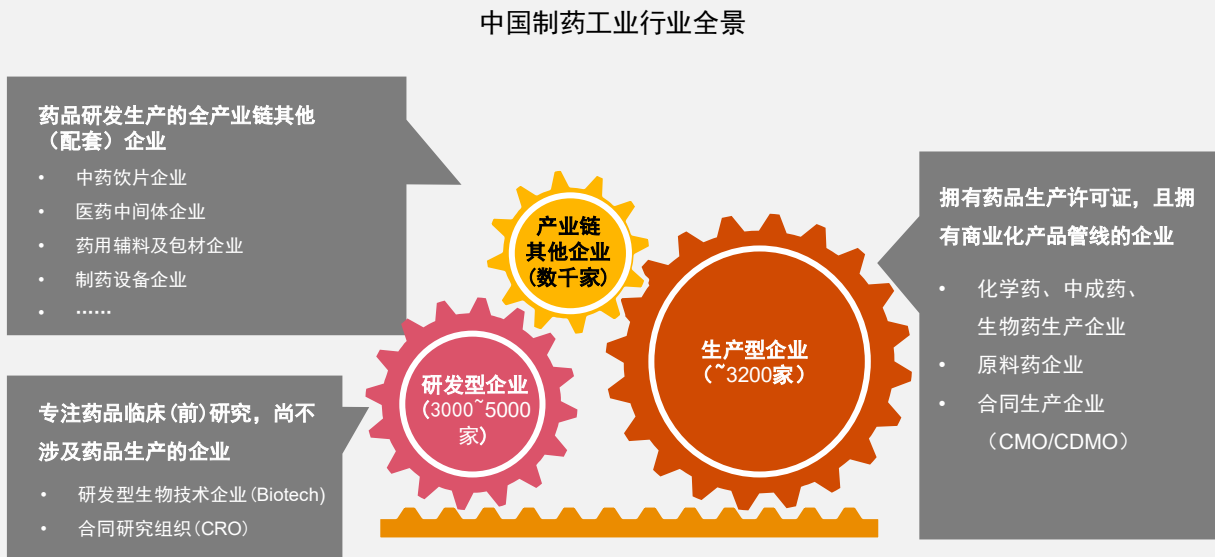 中国制药工业行业全景
药品研发生产的全产业链其他
（配套）企业
• 中药饮片企业
• 医药中间体企业
• 药用辅料及包材企业
• 制药设备企业
• ……
产业链
其他企业
(数千家)
拥有药品生产许可证，且拥
有商业化产品管线的企业
• 化学药、中成药、
生物药生产企业
• 原料药企业
• 合同生产企业
（CMO/CDMO）
生产型企业
（~3200家）
研发型企业
(3000~5000
家)
专注药品临床(前)研究，尚不
涉及药品生产的企业
• 研发型生物技术企业(Biotech)
• 合同研究组织(CRO)